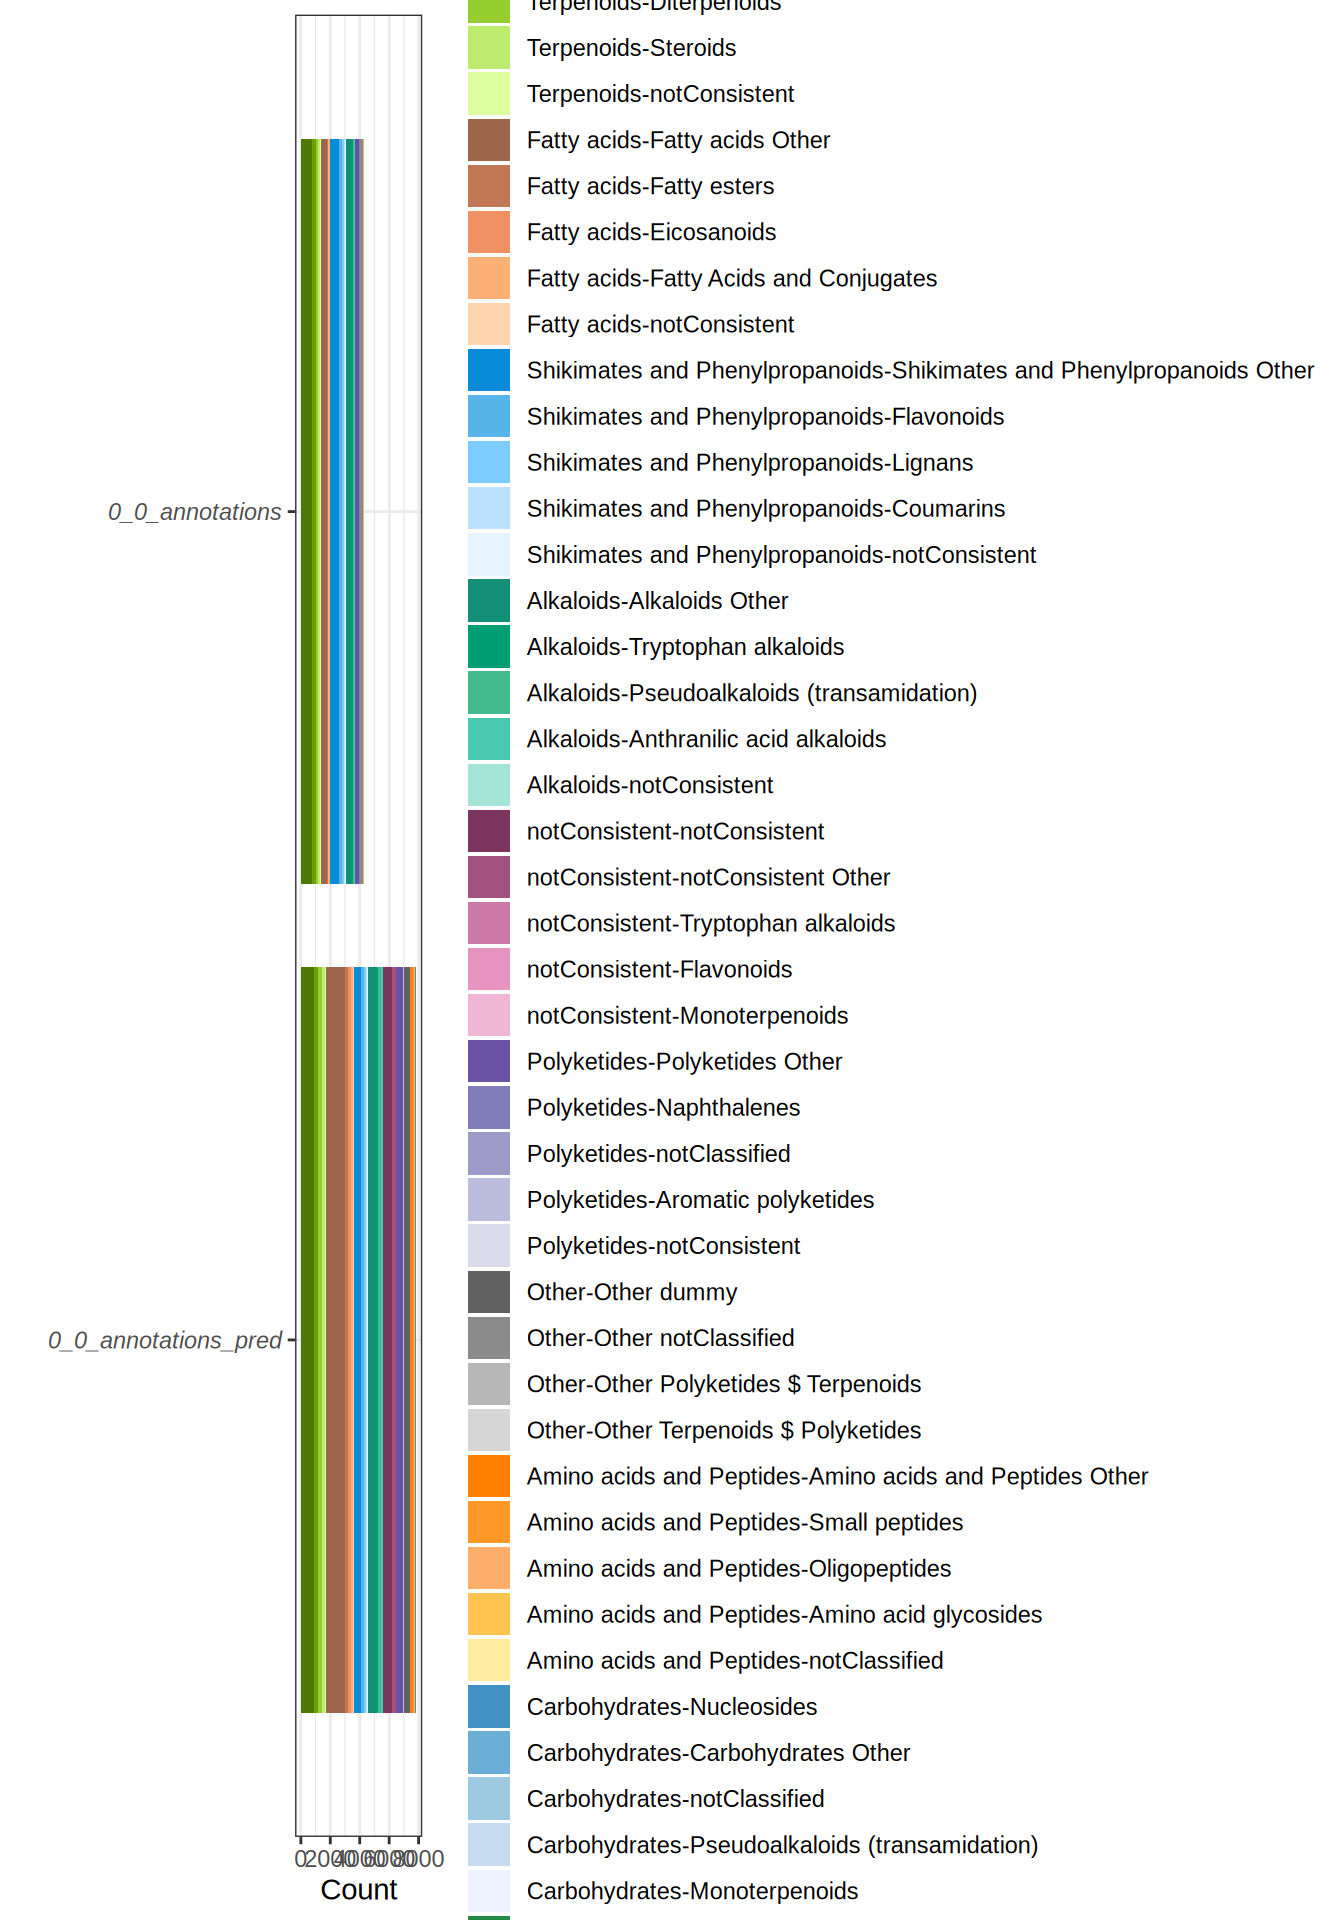 Terpenoids-Diterpenoids
Terpenoids-Steroids
Terpenoids-notConsistent
Fatty acids-Fatty acids Other
Fatty acids-Fatty esters
Fatty acids-Eicosanoids
Fatty acids-Fatty Acids and Conjugates
Fatty acids-notConsistent
Shikimates and Phenylpropanoids-Shikimates and Phenylpropanoids Other
Shikimates and Phenylpropanoids-Flavonoids
Shikimates and Phenylpropanoids-Lignans
Shikimates and Phenylpropanoids-Coumarins
Shikimates and Phenylpropanoids-notConsistent
Alkaloids-Alkaloids Other
Alkaloids-Tryptophan alkaloids
Alkaloids-Pseudoalkaloids (transamidation)
Alkaloids-Anthranilic acid alkaloids
Alkaloids-notConsistent
notConsistent-notConsistent
notConsistent-notConsistent Other
notConsistent-Tryptophan alkaloids
notConsistent-Flavonoids
notConsistent-Monoterpenoids
Polyketides-Polyketides Other
Polyketides-Naphthalenes
Polyketides-notClassified
Polyketides-Aromatic polyketides
Polyketides-notConsistent
Other-Other dummy
Other-Other notClassified
Other-Other Polyketides $ Terpenoids
Other-Other Terpenoids $ Polyketides
Amino acids and Peptides-Amino acids and Peptides Other
Amino acids and Peptides-Small peptides
Amino acids and Peptides-Oligopeptides
Amino acids and Peptides-Amino acid glycosides
Amino acids and Peptides-notClassified
Carbohydrates-Nucleosides
Carbohydrates-Carbohydrates Other
Carbohydrates-notClassified
Carbohydrates-Pseudoalkaloids (transamidation)
Carbohydrates-Monoterpenoids
0_0_annotations
0_0_annotations_pred
0 2000 4000 6000 8000
Count